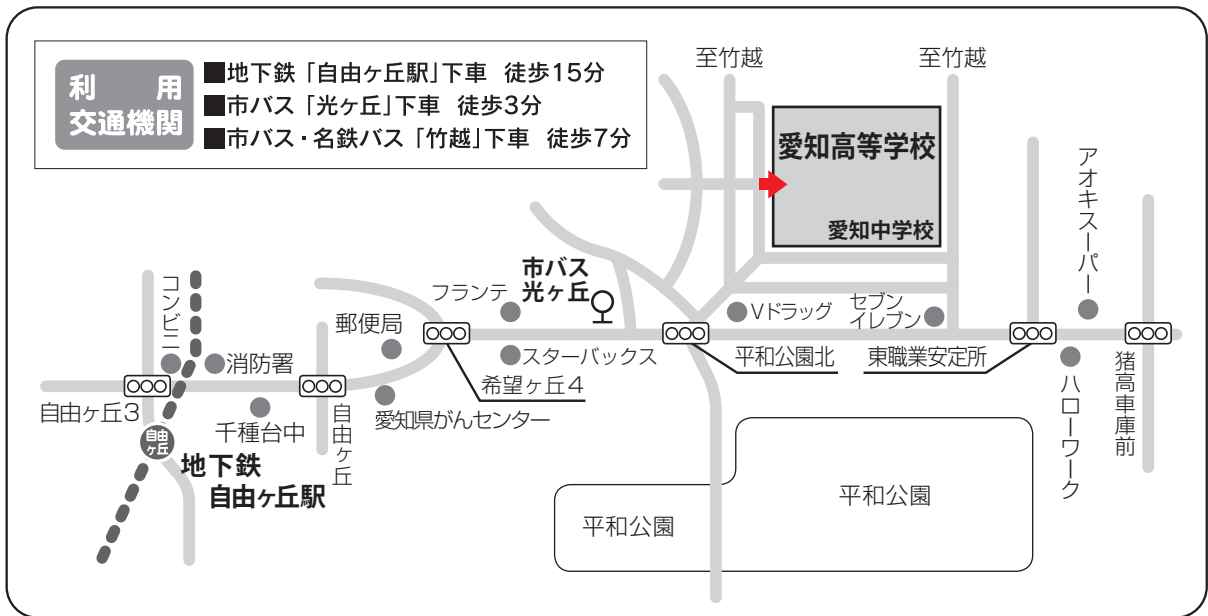 利用
交通機関
■地下鉄「自由ヶ丘駅」下車 徒歩15分
■市バス「光ヶ丘」下車 徒歩3分
■市バス・名鉄バス「竹越」下車 徒歩7分
至竹越
至竹越
愛知高等学校
愛知中学校
アオキスーパー
市バス
光ヶ丘
フランテ
コンビニ
郵便局
Vドラッグ
セブン
イレブン
消防署
スターバックス
平和公園北
東職業安定所
希望ヶ丘4
猪高車庫前
自由ヶ丘3
千種台中
自由ヶ丘
愛知県がんセンター
ハローワーク
自由
ヶ丘
地下鉄
自由ヶ丘駅
平和公園
平和公園